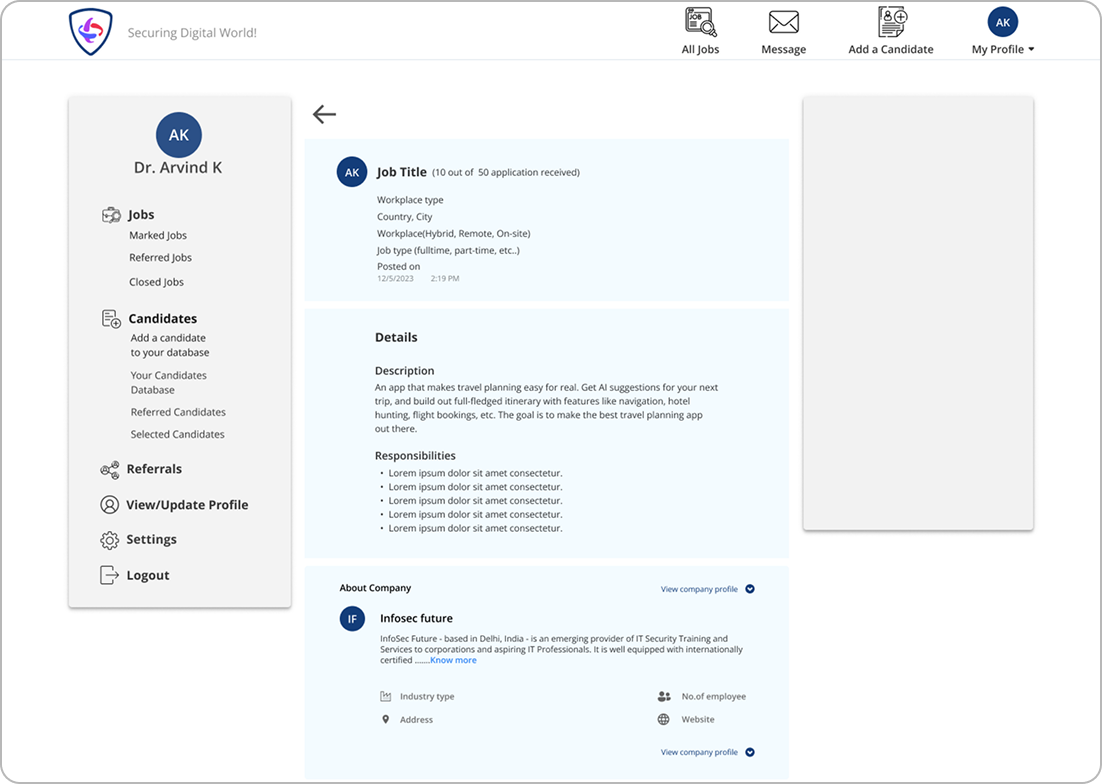 Securing Digital World!
All Jobs
Message
Add a Candidate
AK
My Profile
AK
Dr. Arvind K
Jobs
Marked Jobs
Referred Jobs
Closed Jobs
Candidates
Add a candidate
to your database
Your Candidates
Database
Referred Candidates
Selected Candidates
Referrals
View/Update Profile
Settings
Logout
AK
Job Title (10 out of 50 application received)
Workplace type
Country, City
Workplace(Hybrid, Remote, On-site)
Job type (fulltime, part-time, etc..)
Posted on
12/5/2023 2:19 PM
Details
Description
An app that makes travel planning easy for real. Get AI suggestions for your next
trip, and build out full-fledged itinerary with features like navigation, hotel
hunting, flight bookings, etc. The goal is to make the best travel planning app
out there.
Responsibilities
• Lorem ipsum dolor sit amet consectetur.
• Lorem ipsum dolor sit amet consectetur.
• Lorem ipsum dolor sit amet consectetur.
• Lorem ipsum dolor sit amet consectetur.
• Lorem ipsum dolor sit amet consectetur.
About Company
View company profile
IF
Infosec future
InfoSec Future - based in Delhi, India - is an emerging provider of IT Security Training and
Services to corporations and aspiring IT Professionals. It is well equipped with internationally
certified .......Know more
Industry type
No.of employee
Address
Website
View company profile